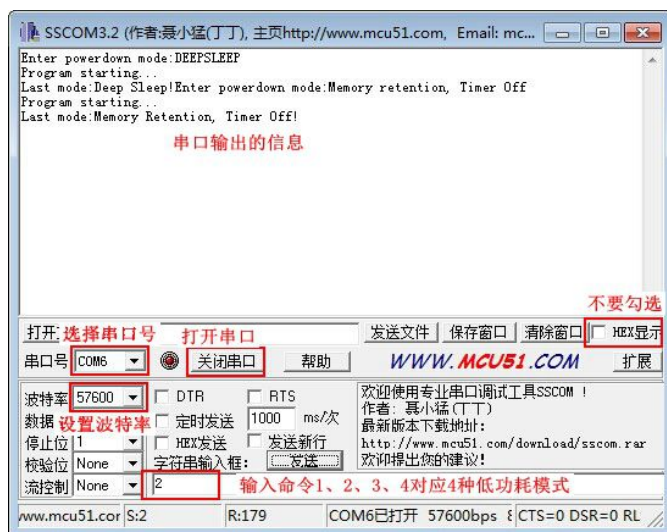 SSCOM3.2 (作者:聂小猛(丁丁), 主页http://www.mcu51.com, Email: mc...
Enter powerdown mode:DEEPSLEEP
Program starting...
Last mode:Deep Sleep!Enter powerdown mode:Memory retention, Timer Off
Program starting...
Last mode:Memory Retention, Timer Off!
串口输出的信息
不要勾选
打开 选择串口号 打开串口 发送文件 保存窗口 清除窗口 HEX显示
串口号 COM6 关闭串口 帮助 WWW.MCU51.COM 扩展
波特率 57600 DTR RTS
数据 设置波特率 定时发送 1000 ms/次
停止位 1 HEX发送 发送新行
校验位 None 字符串输入框: 发送
流控制 None 2 输入命令1、2、3、4对应4种低功耗模式
欢迎使用专业串口调试工具SSCOM !
作者: 聂小猛(丁丁)
最新版本下载地址:
http://www.mcu51.com/download/sscom.rar
欢迎提出您的建议!
www.mcu51.cor S:2 R:179 COM6已打开 57600bps 8 CTS=0 DSR=0 RL